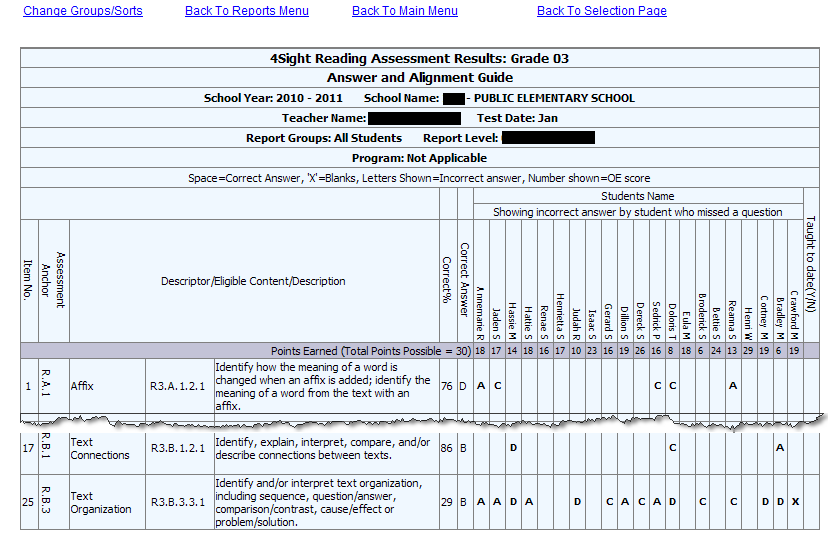 Change Groups/Sorts Back To Reports Menu Back To Main Menu Back To Selection Page
4Sight Reading Assessment Results: Grade 03
Answer and Alignment Guide
School Year: 2010 - 2011 School Name: - PUBLIC ELEMENTARY SCHOOL
Teacher Name: Test Date: Jan
Report Groups: All Students Report Level:
Program: Not Applicable
Space=Correct Answer, 'X'=Blanks, Letters Shown=Incorrect answer, Number shown=OE score
Students Name
Showing incorrect answer by student who missed a question
Item No.
Assessment
Anchor
Descriptor/Eligible Content/Description
Correct%
Correct Answer
Annemarie R
Jaden S
Hassie M
Hattie S
Renae S
Henrietta S
Judah R
Isaac S
Gerard S
Dillon S
Dereck S
Sedrick P
T
Eula M
Broderick S
Bettie S
Reanna S
Henri W
Cortney M
Bradley M
Crawford M
Taught to date(Y/N)
Points Earned (Total Points Possible = 30) 18 17 14 18 16 17 10 23 16 19 26 16 8 18 6 24 13 29 19 6 19
1 R.A.1 Affix R3.A.1.2.1
Identify how the meaning of a word is
changed when an affix is added; identify the
meaning of a word from the text with an
affix.
76 D A C C C A
17 R.B.1
Text
Connections
R3.B.1.2.1
Identify, explain, interpret, compare, and/or
describe connections between texts.
86 B D C A
25 R.B.3
Text
Organization
R3.B.3.3.1
Identify and/or interpret text organization,
including sequence, question/answer,
comparison/contrast, cause/effect or
problem/solution.
29 B A A D A D C A C A D C C D D X